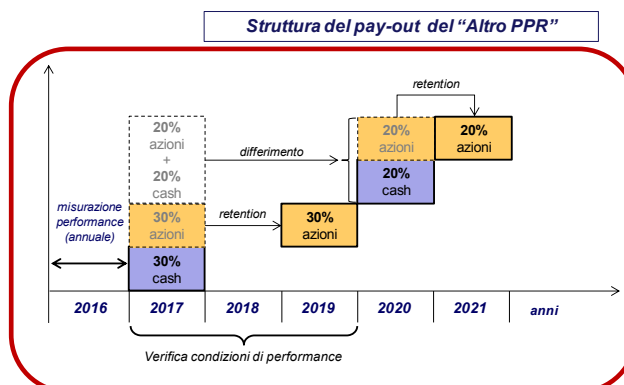 Struttura del pay-out del "Altro PPR"
retention
20%
azioni
+
20%
cash
differimento
20%
azioni
20%
azioni
20%
cash
misurazione
performance
(annuale)
30%
azioni
retention
30%
azioni
30%
cash
2016
2017
2018
2019
2020
2021
anni
Verifica condizioni di performance